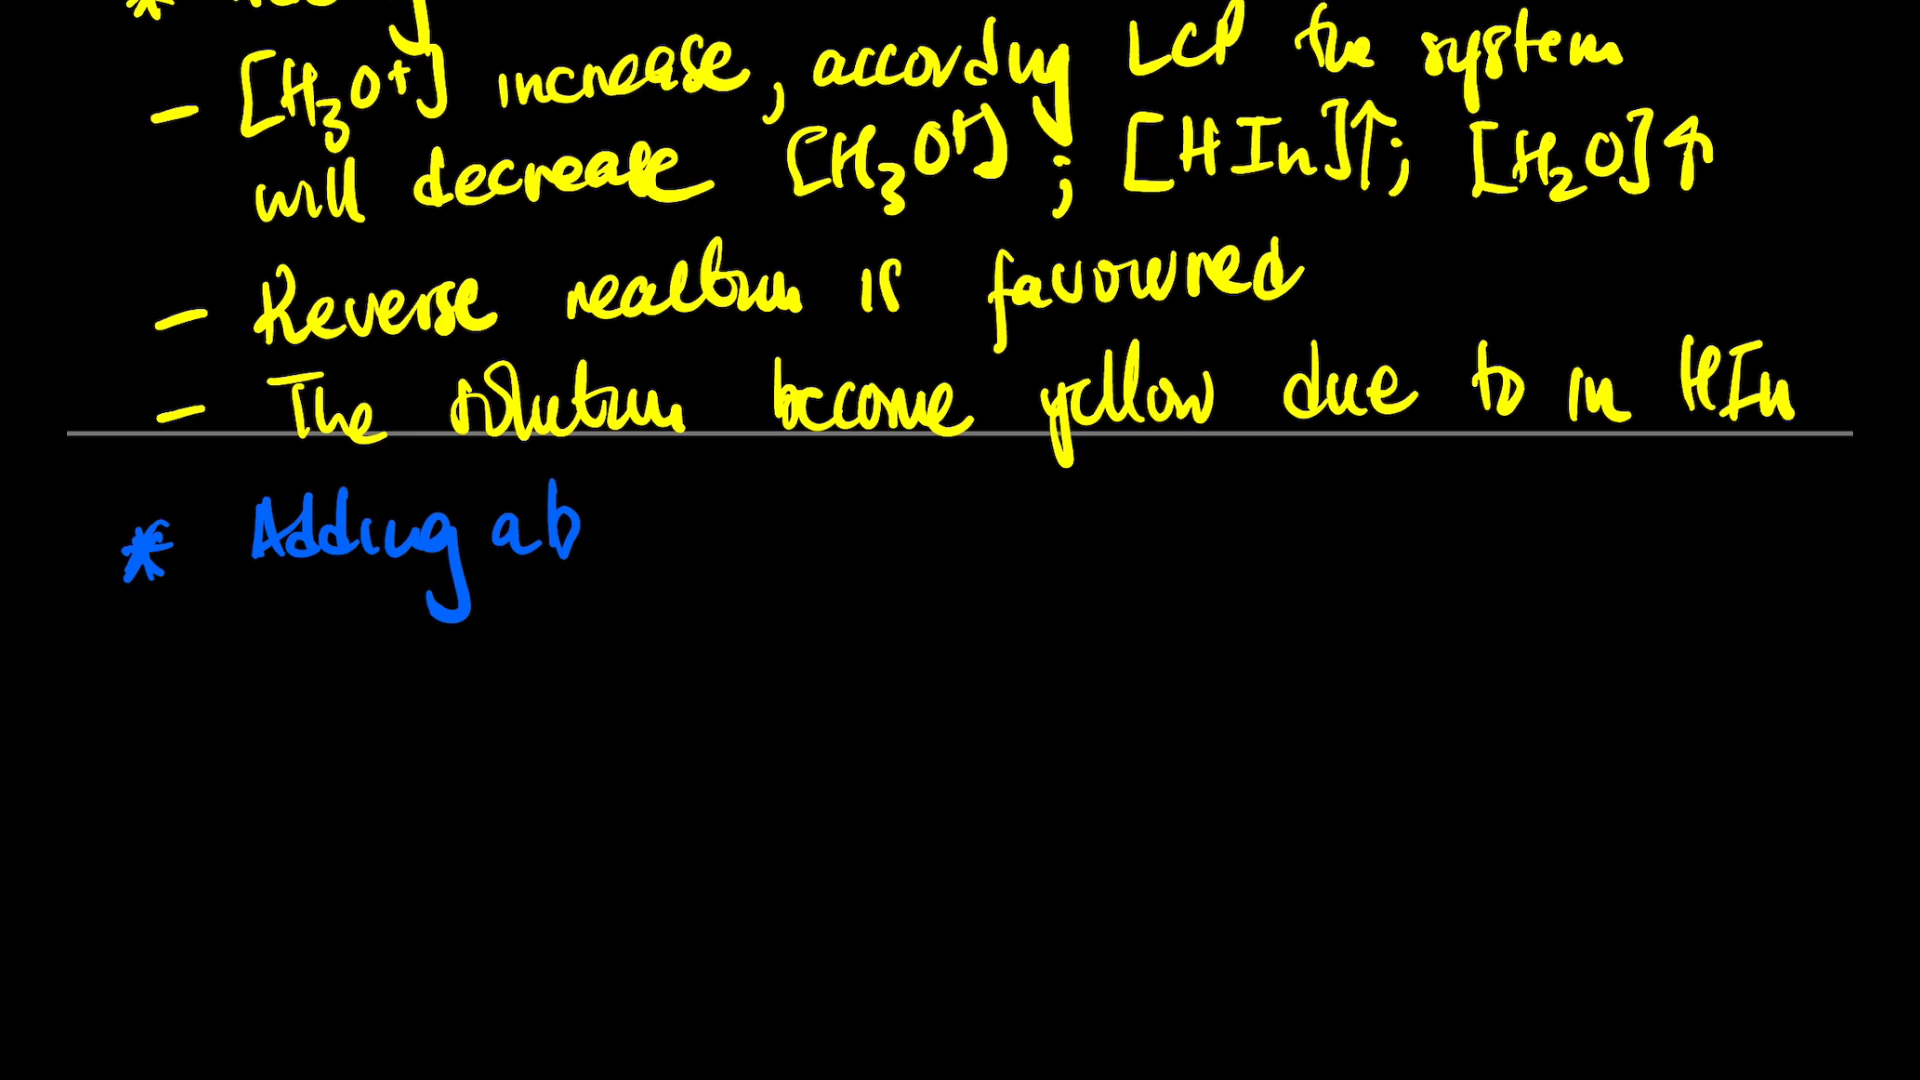 *
- [H₃O⁺] increase, according LCP the system
will decrease [H₃O⁺] ; [HIn]↑; [H₂O]↑
- Reverse reaction is favoured
- The solution become yellow due to in HIn
* Adding ab